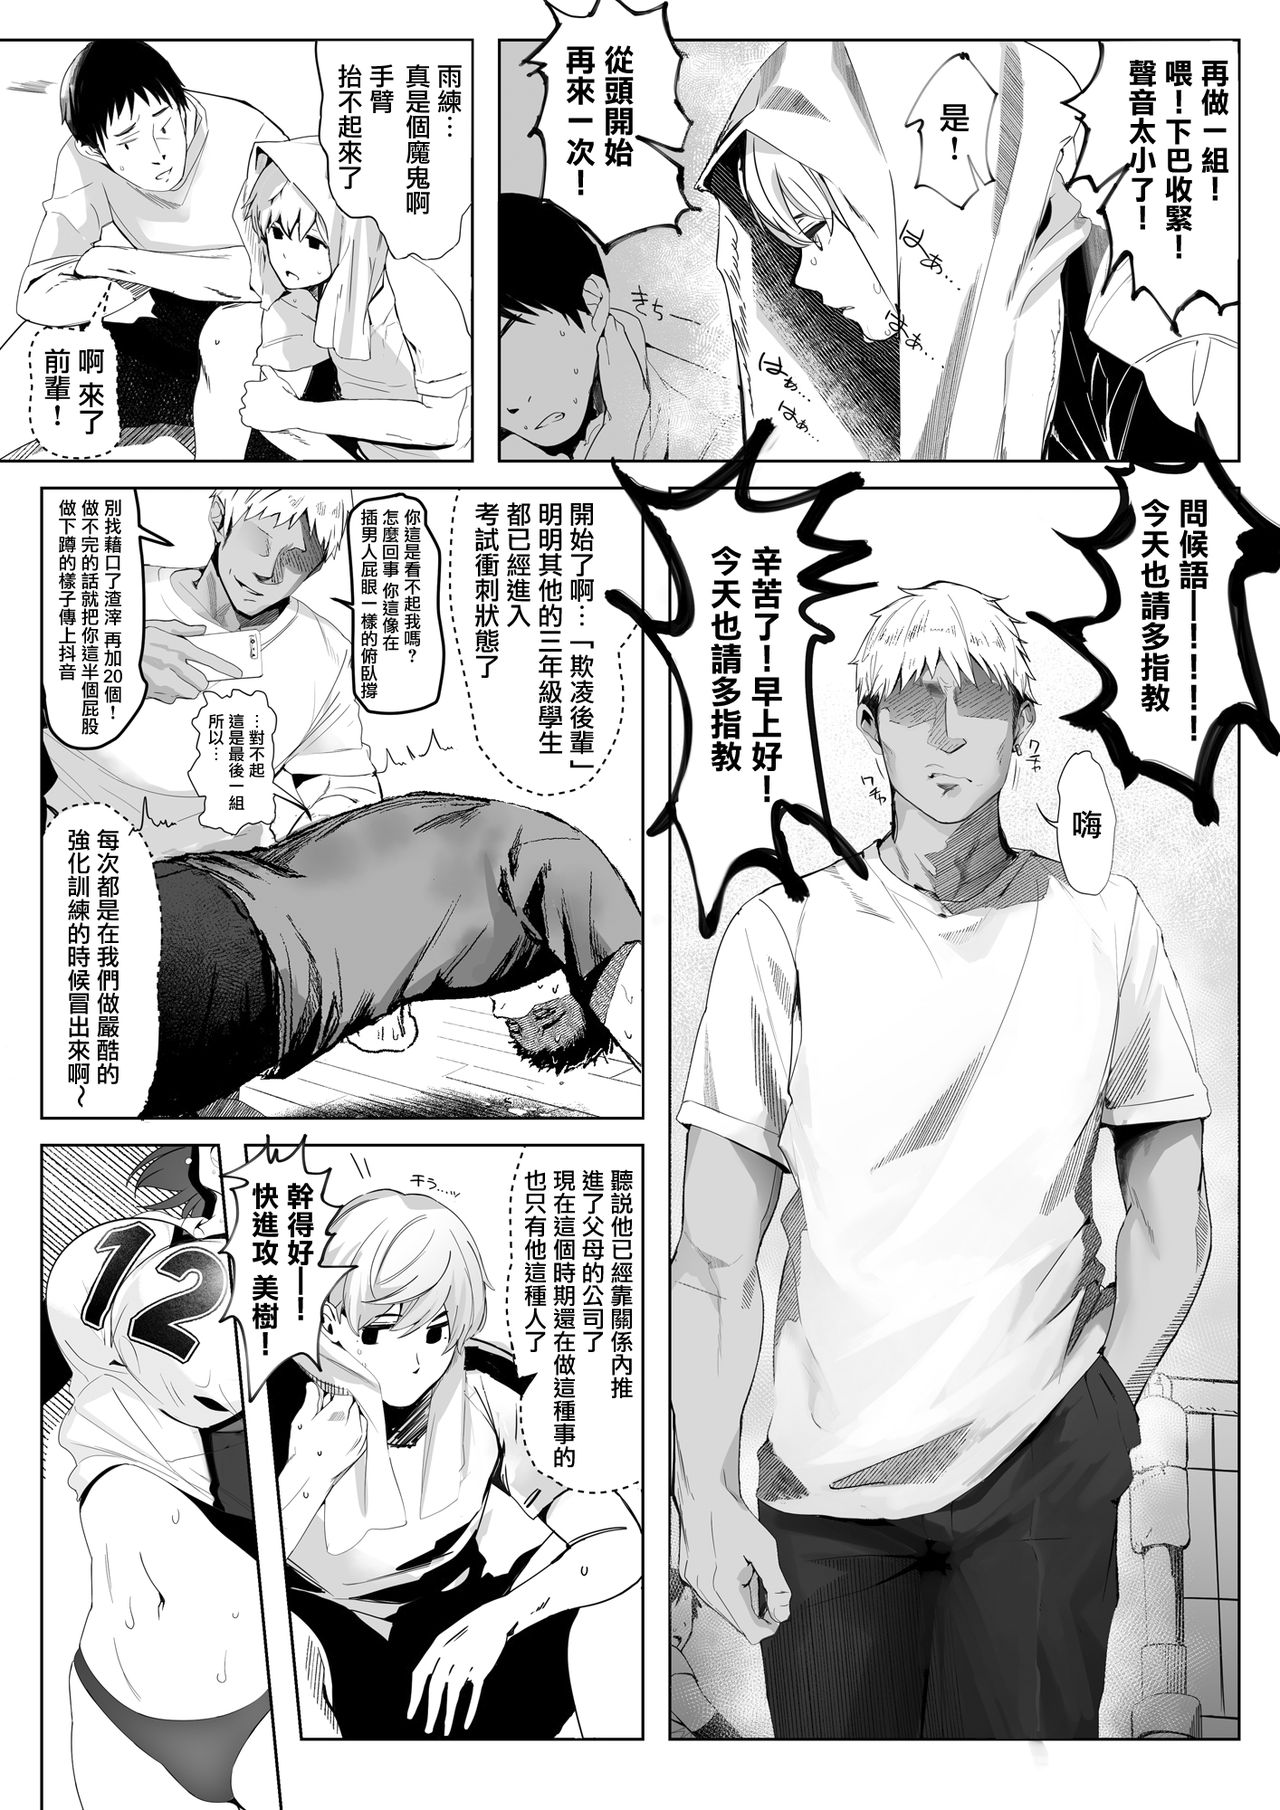 再做一組！
喂！下巴收緊！
聲音太小了！
是！
從頭開始
再來一次！
はぁ…
はぁ…
はぁ…
はぁ…
きちー
雨練…
真是個魔鬼啊
手臂
抬不起來了
啊 來了
前輩！
問候語——！！！！！
今天也請多指教
辛苦了！早上好！
今天也請多指教
嗨
クチャ
クチャ
開始了啊…「欺凌後輩」
明明其他的三年級學生
都已經進入
考試衝刺狀態了
你這是看不起我嗎？
怎麼回事 你這像在
插男人屁眼一樣的俯臥撐
別找藉口了渣滓 再加20個！
做不完的話就把你這半個屁股
做下蹲的樣子傳上抖音
…對不起
這是最後一組
所以…
每次都是在我們做嚴酷的
強化訓練的時候冒出來啊～
聽説他已經靠關係內推
進了父母的公司了
現在這個時期還在做這種事的
也只有他這種人了
チラ…ッ
幹得好——！
快進攻 美樹！
12